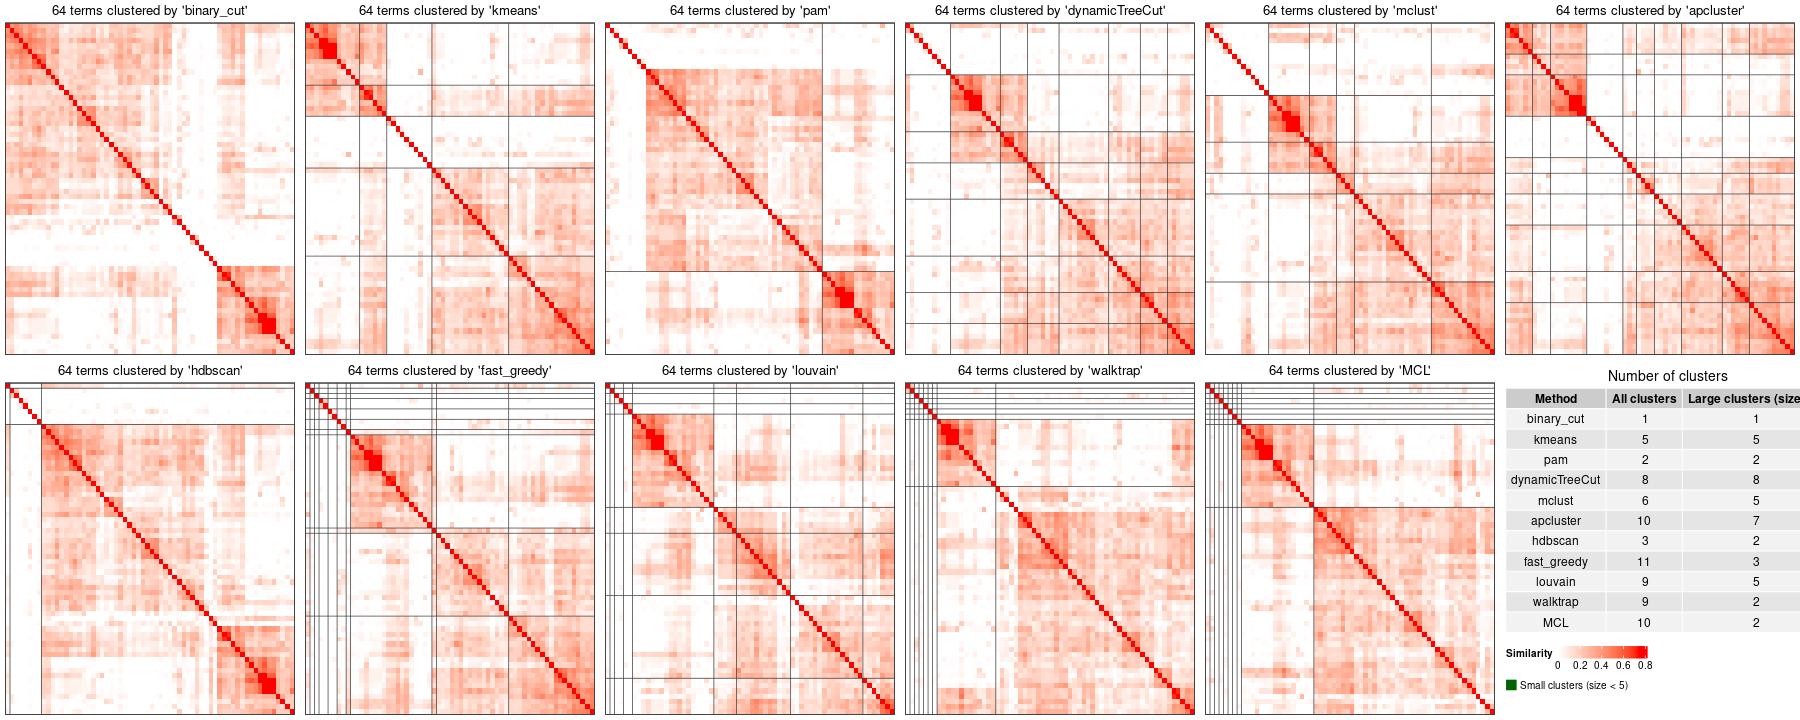 64 terms clustered by 'binary_cut'
64 terms clustered by 'kmeans'
64 terms clustered by 'pam'
64 terms clustered by 'dynamicTreeCut'
64 terms clustered by 'mclust'
64 terms clustered by 'apcluster'
64 terms clustered by 'hdbscan'
64 terms clustered by 'fast_greedy'
64 terms clustered by 'louvain'
64 terms clustered by 'walktrap'
64 terms clustered by 'MCL'
Number of clusters
Method All clusters Large clusters (size
binary_cut 1 1
kmeans 5 5
pam 2 2
dynamicTreeCut 8 8
mclust 6 5
apcluster 10 7
hdbscan 3 2
fast_greedy 11 3
louvain 9 5
walktrap 9 2
MCL 10 2
Similarity
0 0.2 0.4 0.6 0.8
Small clusters (size < 5)